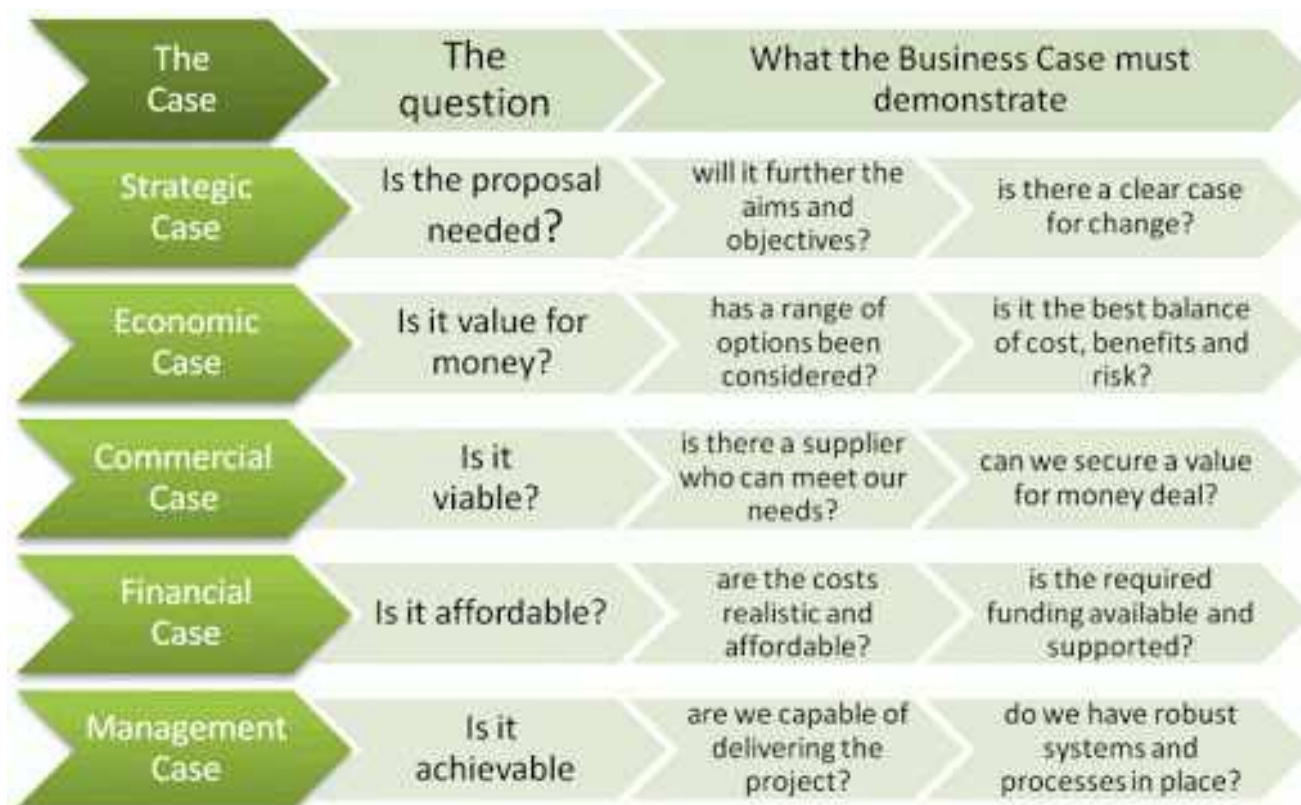 The
Case
The
question
What the Business Case must
demonstrate
Strategic
Case
Is the proposal
needed?
will it further the
aims and
objectives?
is there a clear case
for change?
Economic
Case
Is it value for
money?
has a range of
options been
considered?
is it the best balance
of cost, benefits and
risk?
Commercial
Case
Is it
viable?
is there a supplier
who can meet our
needs?
can we secure a value
for money deal?
Financial
Case
Is it affordable?
are the costs
realistic and
affordable?
is the required
funding available and
supported?
Management
Case
Is it
achievable
are we capable of
delivering the
project?
do we have robust
systems and
processes in place?